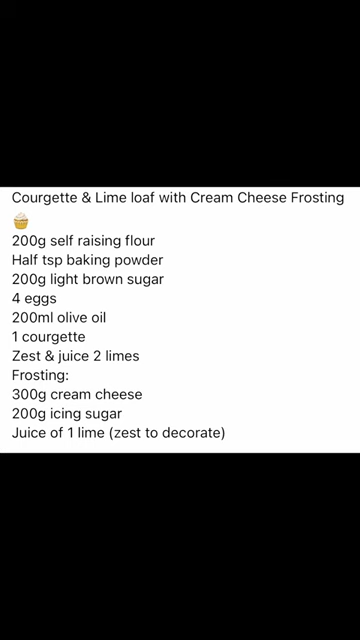 Courgette & Lime loaf with Cream Cheese Frosting
🧁
200g self raising flour
Half tsp baking powder
200g light brown sugar
4 eggs
200ml olive oil
1 courgette
Zest & juice 2 limes
Frosting:
300g cream cheese
200g icing sugar
Juice of 1 lime (zest to decorate)